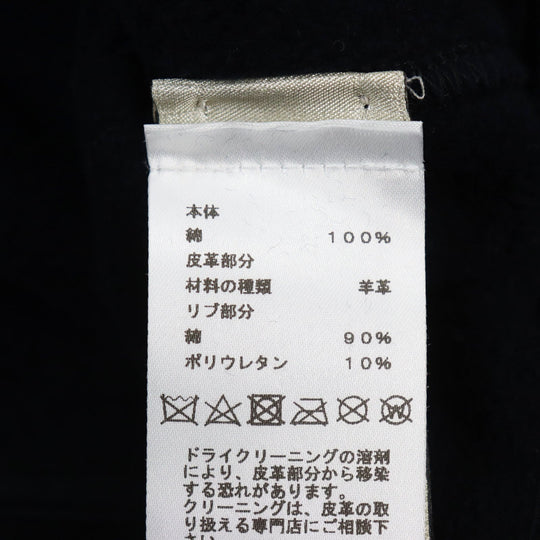 本体
綿 100%
皮革部分
材料の種類 羊革
リブ部分
綿 90%
ポリウレタン 10%
W
ドライクリーニングの溶剤
により、皮革部分から移染
する恐れがあります。
クリーニングは、皮革の取
り扱える専門店にご相談下
さい。